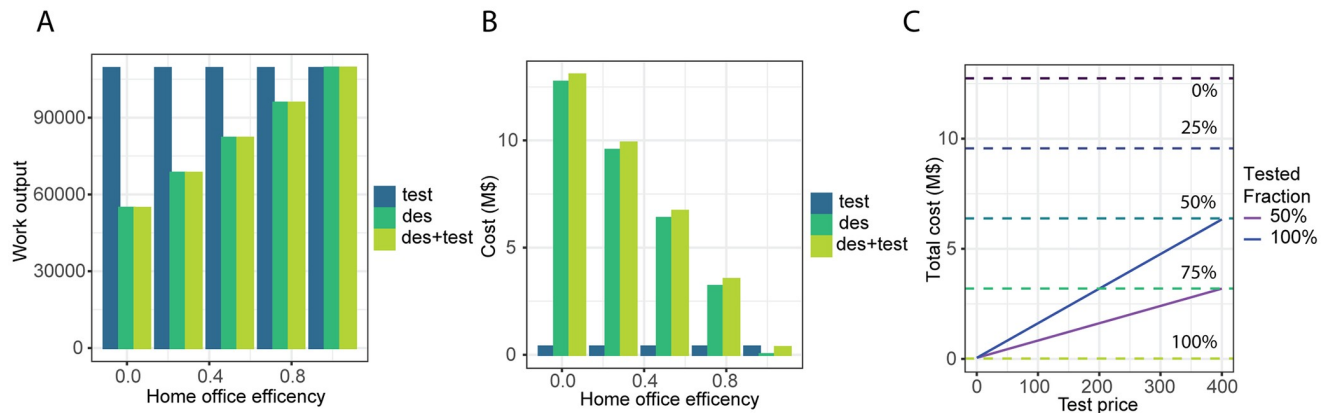 A
B
C
Work output
90000
60000
30000
0
0.0
0.4
0.8
Home office efficency
test
des
des+test
Cost (M$)
10
5
0
0.0
0.4
0.8
Home office efficency
test
des
des+test
Total cost (M$)
10
5
0
0%
25%
50%
75%
100%
0
100
200
300
400
Test price
Tested
Fraction
50%
100%